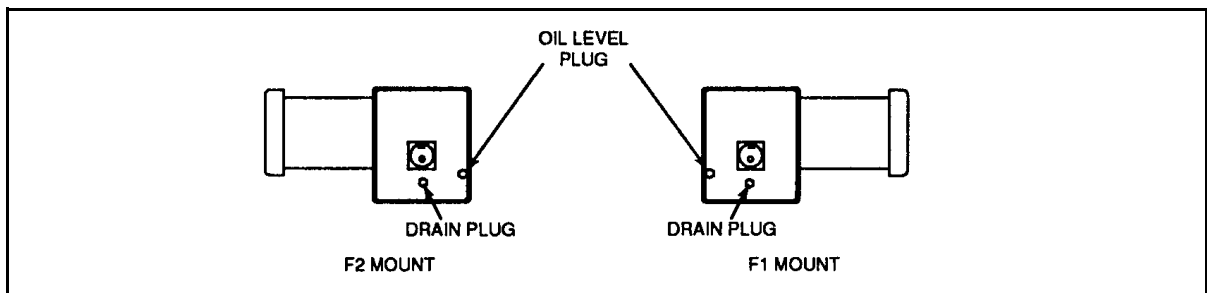 OIL LEVEL
PLUG
DRAIN PLUG
DRAIN PLUG
F2 MOUNT
F1 MOUNT